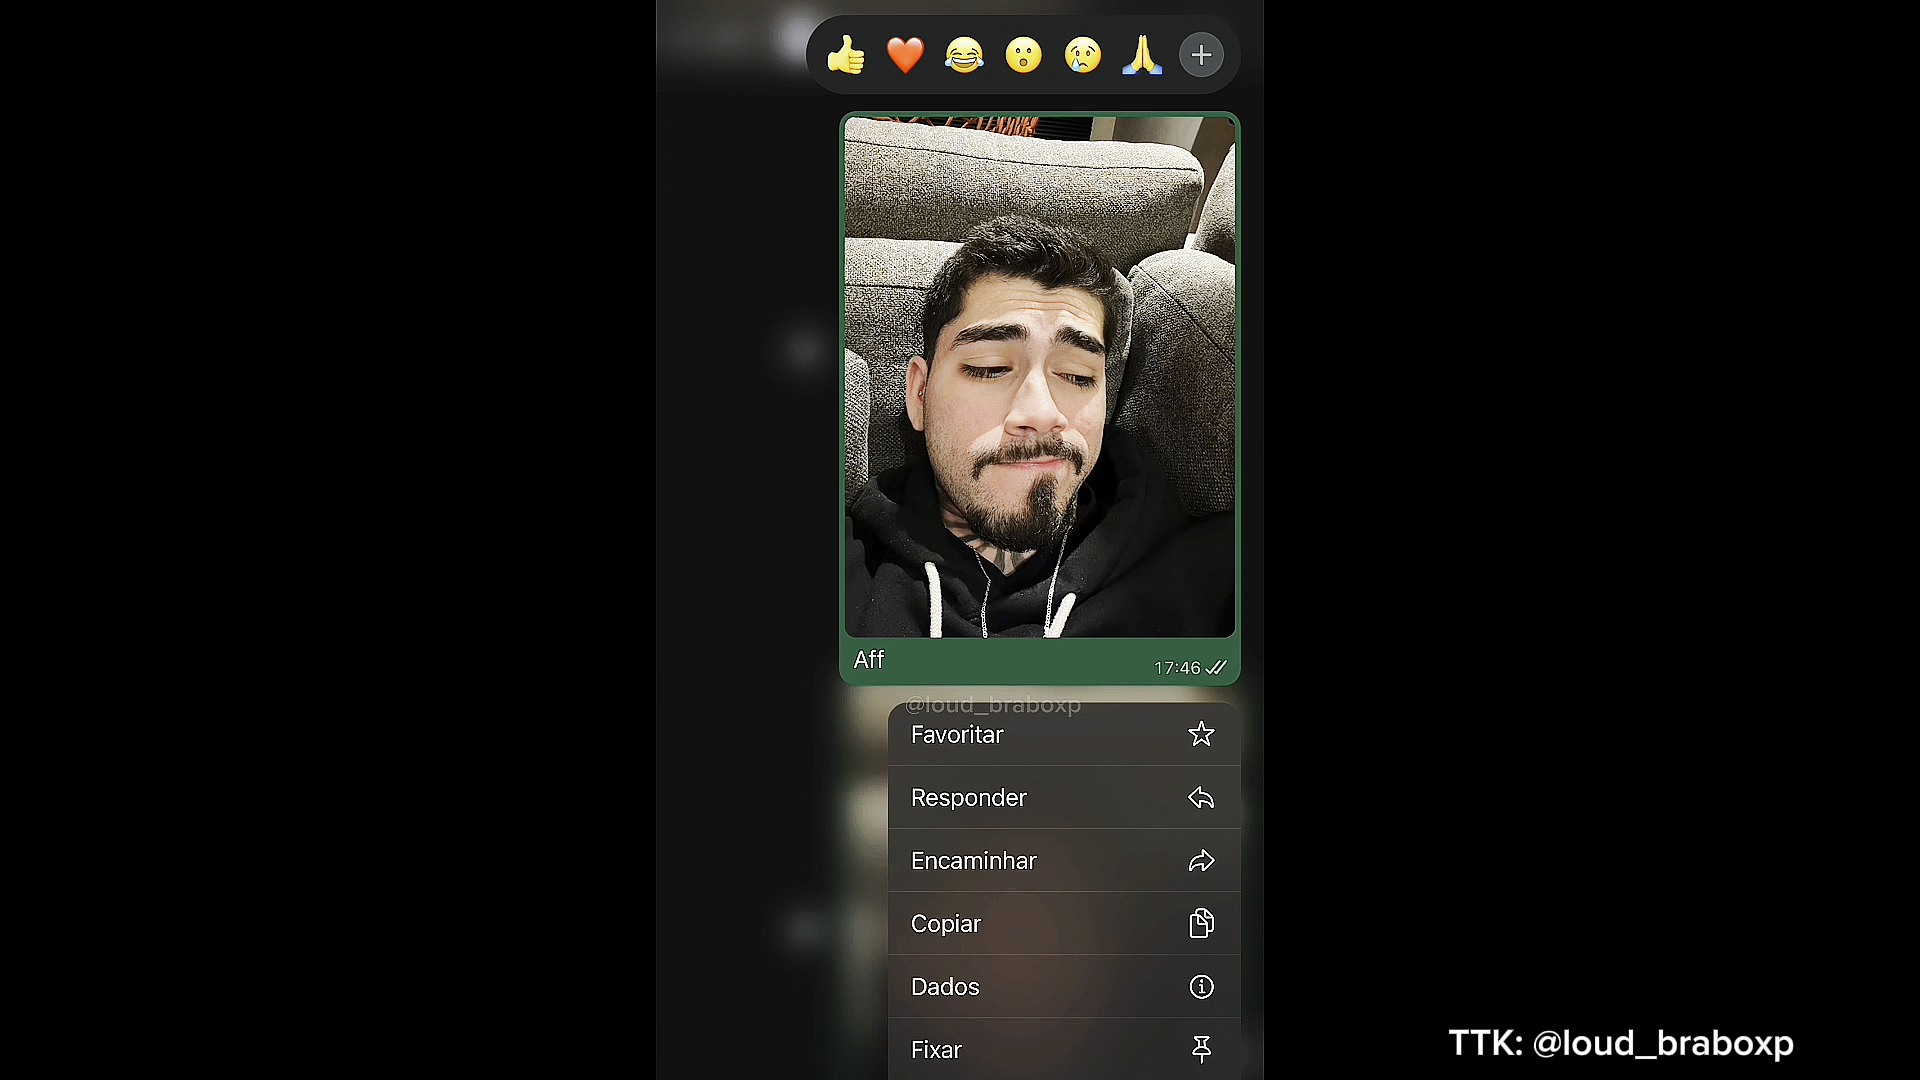 Aff
17:46
@loud_braboxp
Favoritar
Responder
Encaminhar
Copiar
Dados
Fixar
TTK: @loud_braboxp